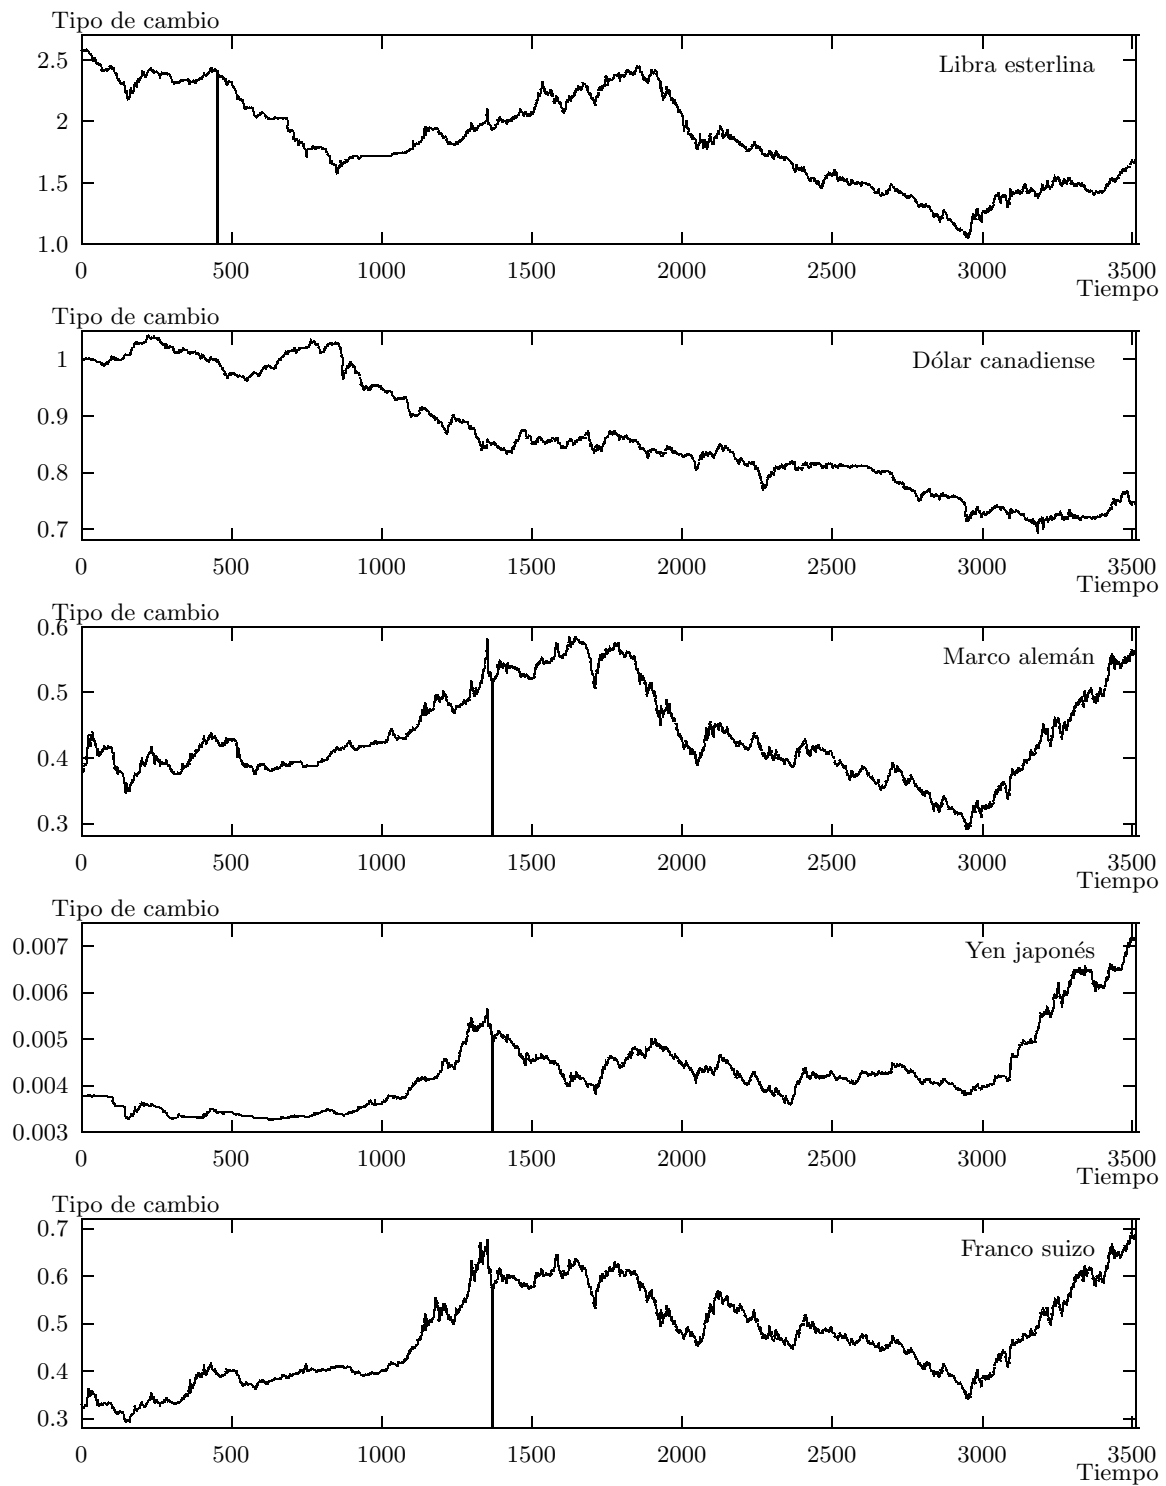 Tipo de cambio
2.5
Libra esterlina
2
1.5
1.0
0 500 1000 1500 2000 2500 3000 3500
Tiempo
Tipo de cambio
1
Dólar canadiense
0.9
0.8
0.7
0 500 1000 1500 2000 2500 3000 3500
Tiempo
Tipo de cambio
0.6
Marco alemán
0.5
0.4
0.3
0 500 1000 1500 2000 2500 3000 3500
Tiempo
Tipo de cambio
0.007
Yen japonés
0.006
0.005
0.004
0.003
0 500 1000 1500 2000 2500 3000 3500
Tiempo
Tipo de cambio
0.7
Franco suizo
0.6
0.5
0.4
0.3
0 500 1000 1500 2000 2500 3000 3500
Tiempo